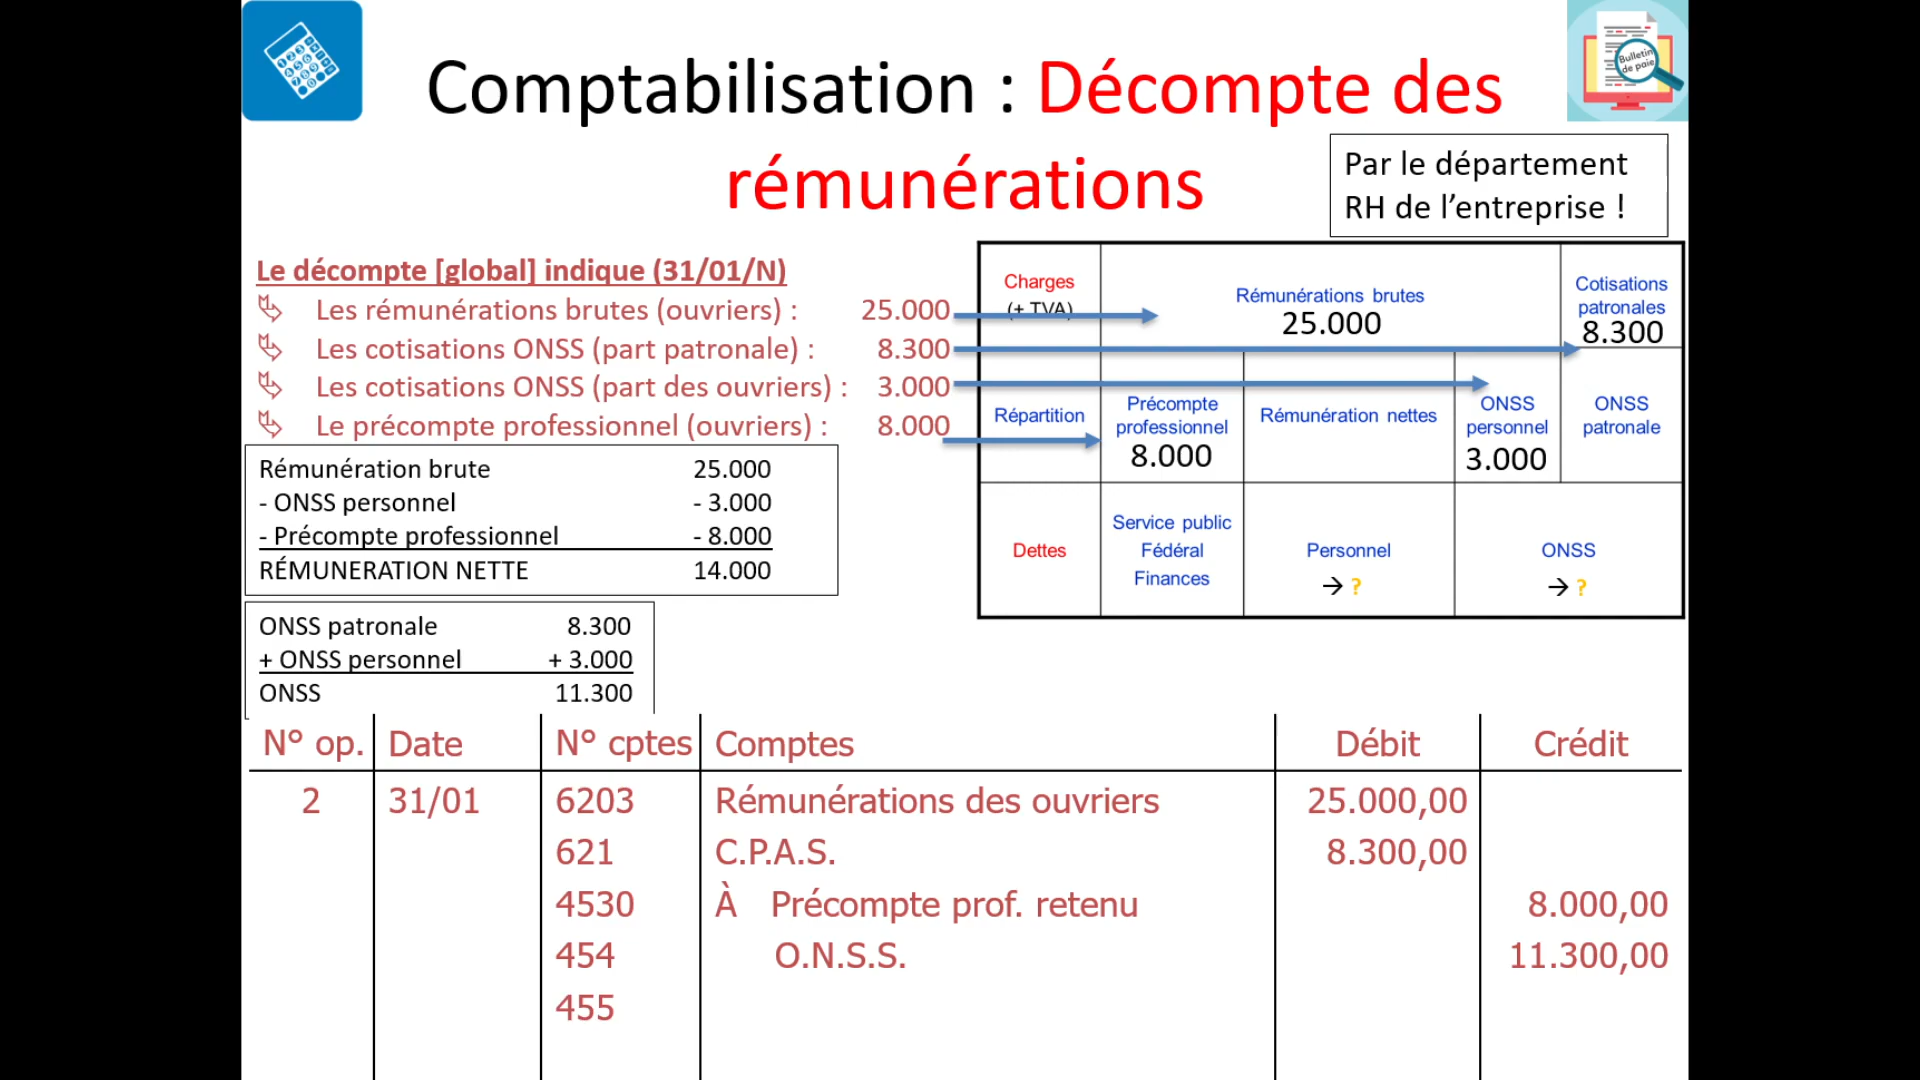 Comptabilisation : Décompte des
rémunérations
Bulletin
de paie
Par le département
RH de l'entreprise !
Le décompte [global] indique (31/01/N)
Les rémunérations brutes (ouvriers) : 25.000
Les cotisations ONSS (part patronale) : 8.300
Les cotisations ONSS (part des ouvriers) : 3.000
Le précompte professionnel (ouvriers) : 8.000
Rémunération brute 25.000
- ONSS personnel - 3.000
- Précompte professionnel - 8.000
RÉMUNERATION NETTE 14.000
ONSS patronale 8.300
+ ONSS personnel + 3.000
ONSS 11.300
Charges
(+ TVA)
Rémunérations brutes
25.000
Cotisations
patronales
8.300
Répartition
Précompte
professionnel
8.000
Rémunération nettes
ONSS
personnel
3.000
ONSS
patronale
Dettes
Service public
Fédéral
Finances
Personnel
→ ?
ONSS
→ ?
N° op. Date N° cptes Comptes Débit Crédit
2 31/01 6203 Rémunérations des ouvriers 25.000,00
621 C.P.A.S. 8.300,00
4530 À Précompte prof. retenu 8.000,00
454 O.N.S.S. 11.300,00
455